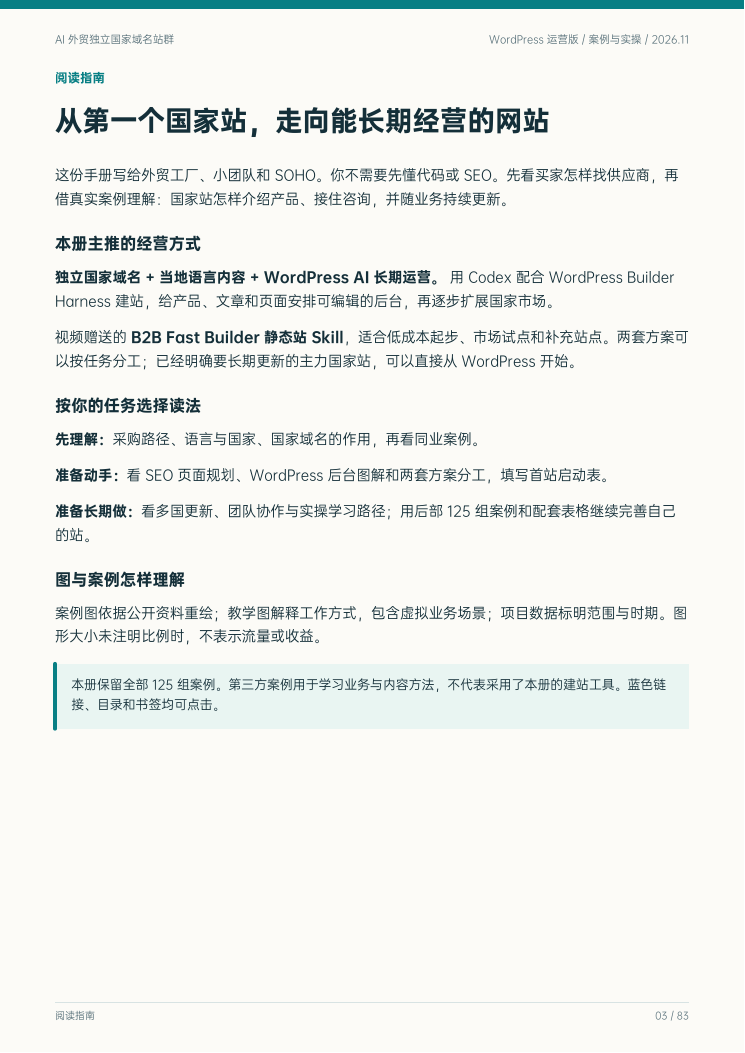 AI 外贸独立国家域名站群
WordPress 运营版 / 案例与实操 / 2026.11
阅读指南
从第一个国家站，走向能长期经营的网站
这份手册写给外贸工厂、小团队和 SOHO。你不需要先懂代码或 SEO。先看买家怎样找供应商，再
借真实案例理解：国家站怎样介绍产品、接住咨询，并随业务持续更新。
本册主推的经营方式
独立国家域名 + 当地语言内容 + WordPress AI 长期运营。 用 Codex 配合 WordPress Builder
Harness 建站，给产品、文章和页面安排可编辑的后台，再逐步扩展国家市场。
视频赠送的 B2B Fast Builder 静态站 Skill，适合低成本起步、市场试点和补充站点。两套方案可
以按任务分工；已经明确要长期更新的主力国家站，可以直接从 WordPress 开始。
按你的任务选择读法
先理解：采购路径、语言与国家、国家域名的作用，再看同业案例。
准备动手：看 SEO 页面规划、WordPress 后台图解和两套方案分工，填写首站启动表。
准备长期做：看多国更新、团队协作与实操学习路径；用后部 125 组案例和配套表格继续完善自己
的站。
图与案例怎样理解
案例图依据公开资料重绘；教学图解释工作方式，包含虚拟业务场景；项目数据标明范围与时期。图
形大小未注明比例时，不表示流量或收益。
本册保留全部 125 组案例。第三方案例用于学习业务与内容方法，不代表采用了本册的建站工具。蓝色链
接、目录和书签均可点击。
阅读指南
03 / 83